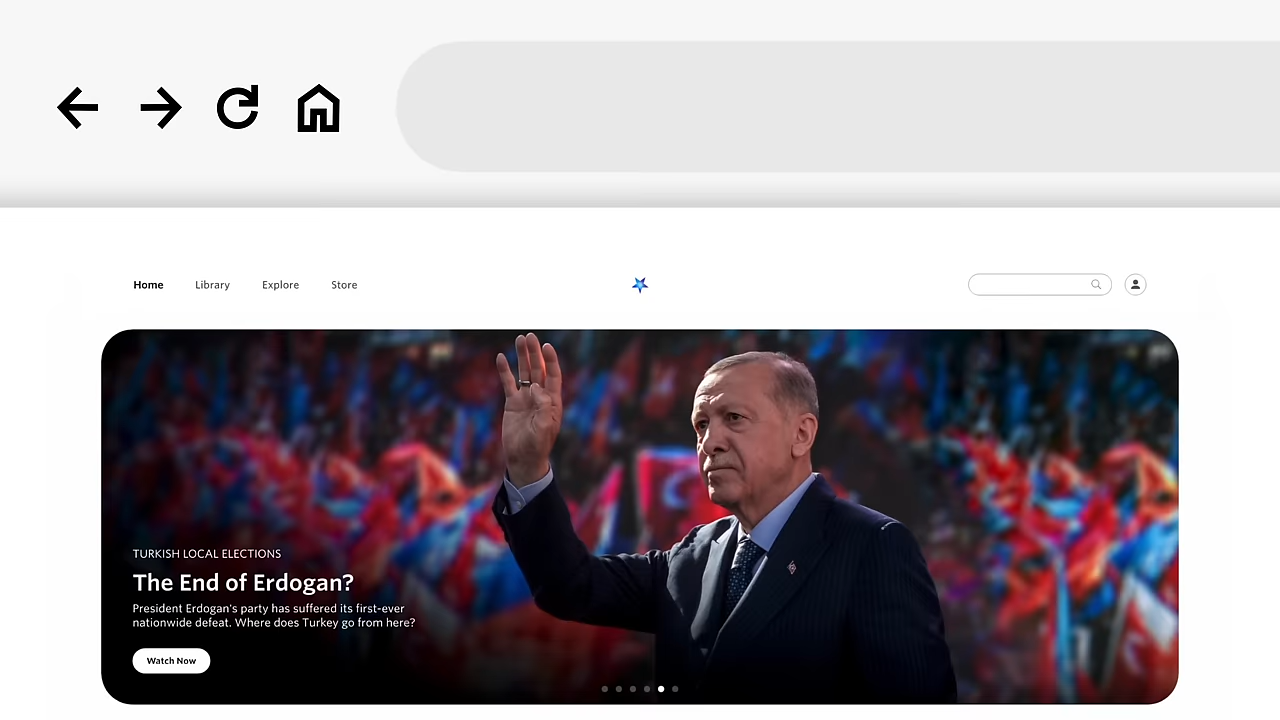 Home Library Explore Store
TURKISH LOCAL ELECTIONS
The End of Erdogan?
President Erdogan's party has suffered its first-ever
nationwide defeat. Where does Turkey go from here?
Watch Now